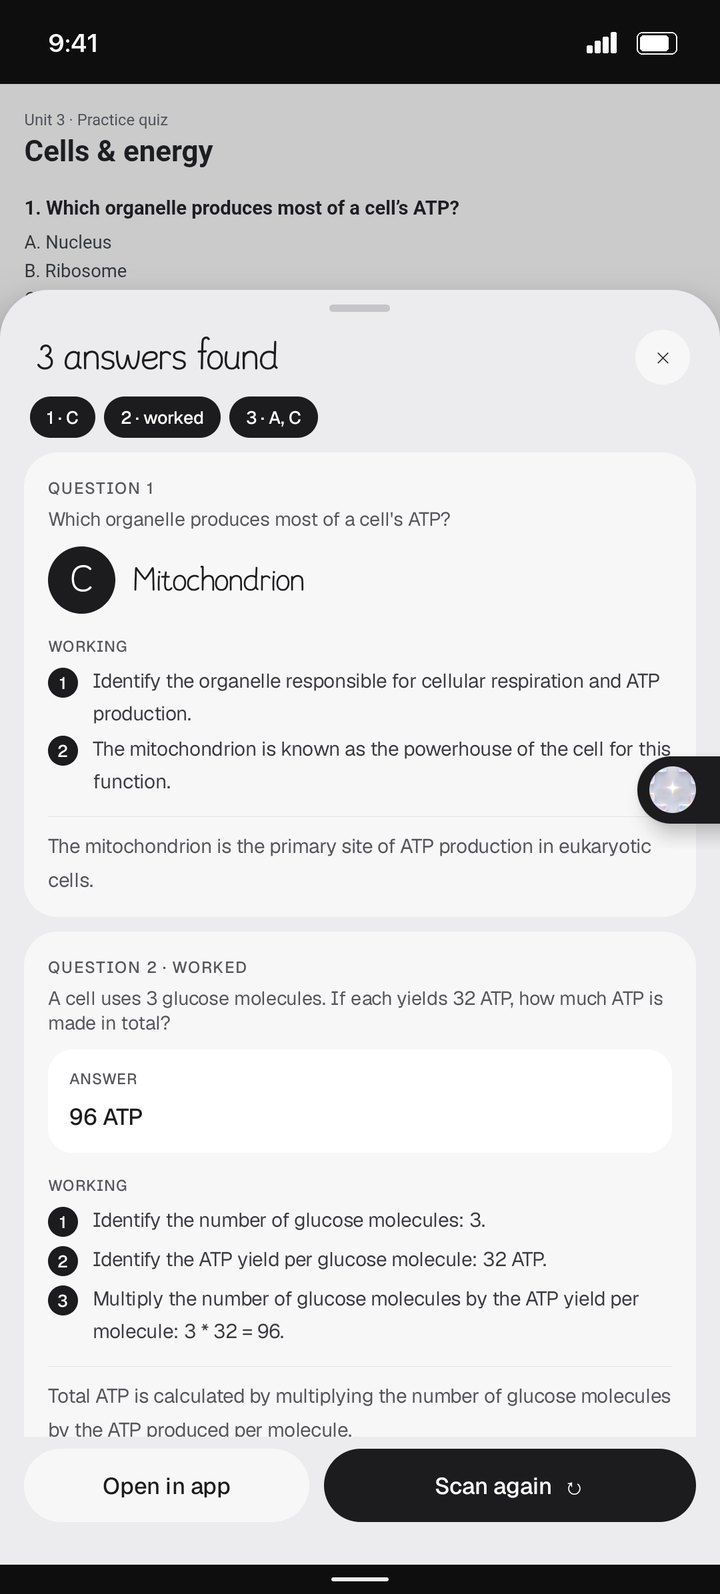 9:41
Unit 3 · Practice quiz
Cells & energy
1. Which organelle produces most of a cell’s ATP?
A. Nucleus
B. Ribosome
3 answers found
×
1 · C
2 · worked
3 · A, C
QUESTION 1
Which organelle produces most of a cell's ATP?
C Mitochondrion
WORKING
1 Identify the organelle responsible for cellular respiration and ATP
production.
2 The mitochondrion is known as the powerhouse of the cell for this
function.
The mitochondrion is the primary site of ATP production in eukaryotic
cells.
QUESTION 2 · WORKED
A cell uses 3 glucose molecules. If each yields 32 ATP, how much ATP is
made in total?
ANSWER
96 ATP
WORKING
1 Identify the number of glucose molecules: 3.
2 Identify the ATP yield per glucose molecule: 32 ATP.
3 Multiply the number of glucose molecules by the ATP yield per
molecule: 3 * 32 = 96.
Total ATP is calculated by multiplying the number of glucose molecules
by the ATP produced per molecule.
Open in app
Scan again ↻